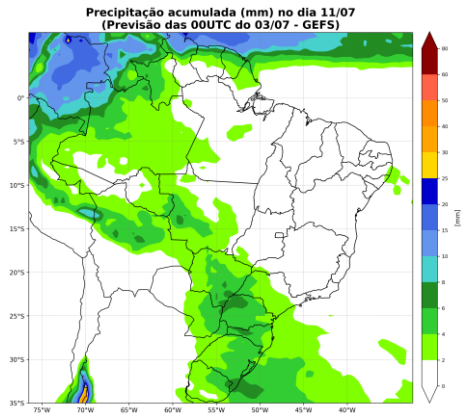 Precipitação acumulada (mm) no dia 11/07
(Previsão das 00UTC do 03/07 - GEFS)
0°
5°S
10°S
15°S
20°S
25°S
30°S
35°S
75°W
70°W
65°W
60°W
55°W
50°W
45°W
40°W
80
60
50
40
30
25
20
15
10
8
6
4
2
0
[mm]